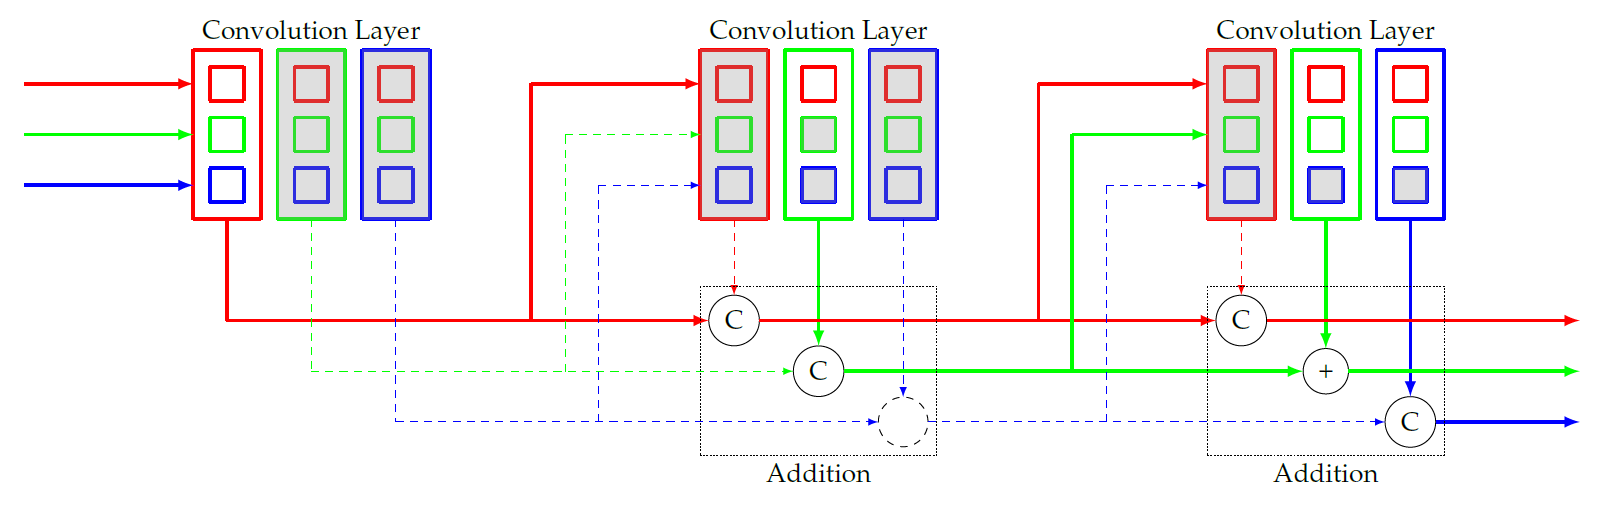 Convolution Layer
Convolution Layer
Convolution Layer
C
C
C
+
C
Addition
Addition